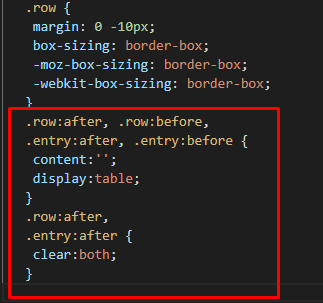 .row {
margin: 0 -10px;
box-sizing: border-box;
-moz-box-sizing: border-box;
-webkit-box-sizing: border-box;
}
.row:after, .row:before,
.entry:after, .entry:before {
content:'';
display:table;
}
.row:after,
.entry:after {
clear:both;
}